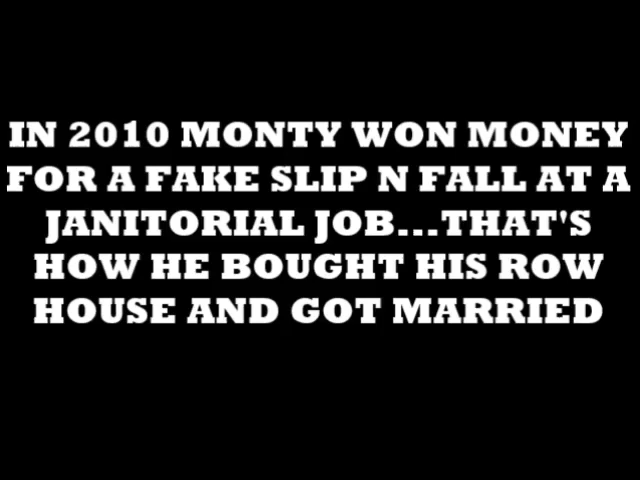 IN 2010 MONTY WON MONEY
FOR A FAKE SLIP N FALL AT A
JANITORIAL JOB...THAT'S
HOW HE BOUGHT HIS ROW
HOUSE AND GOT MARRIED